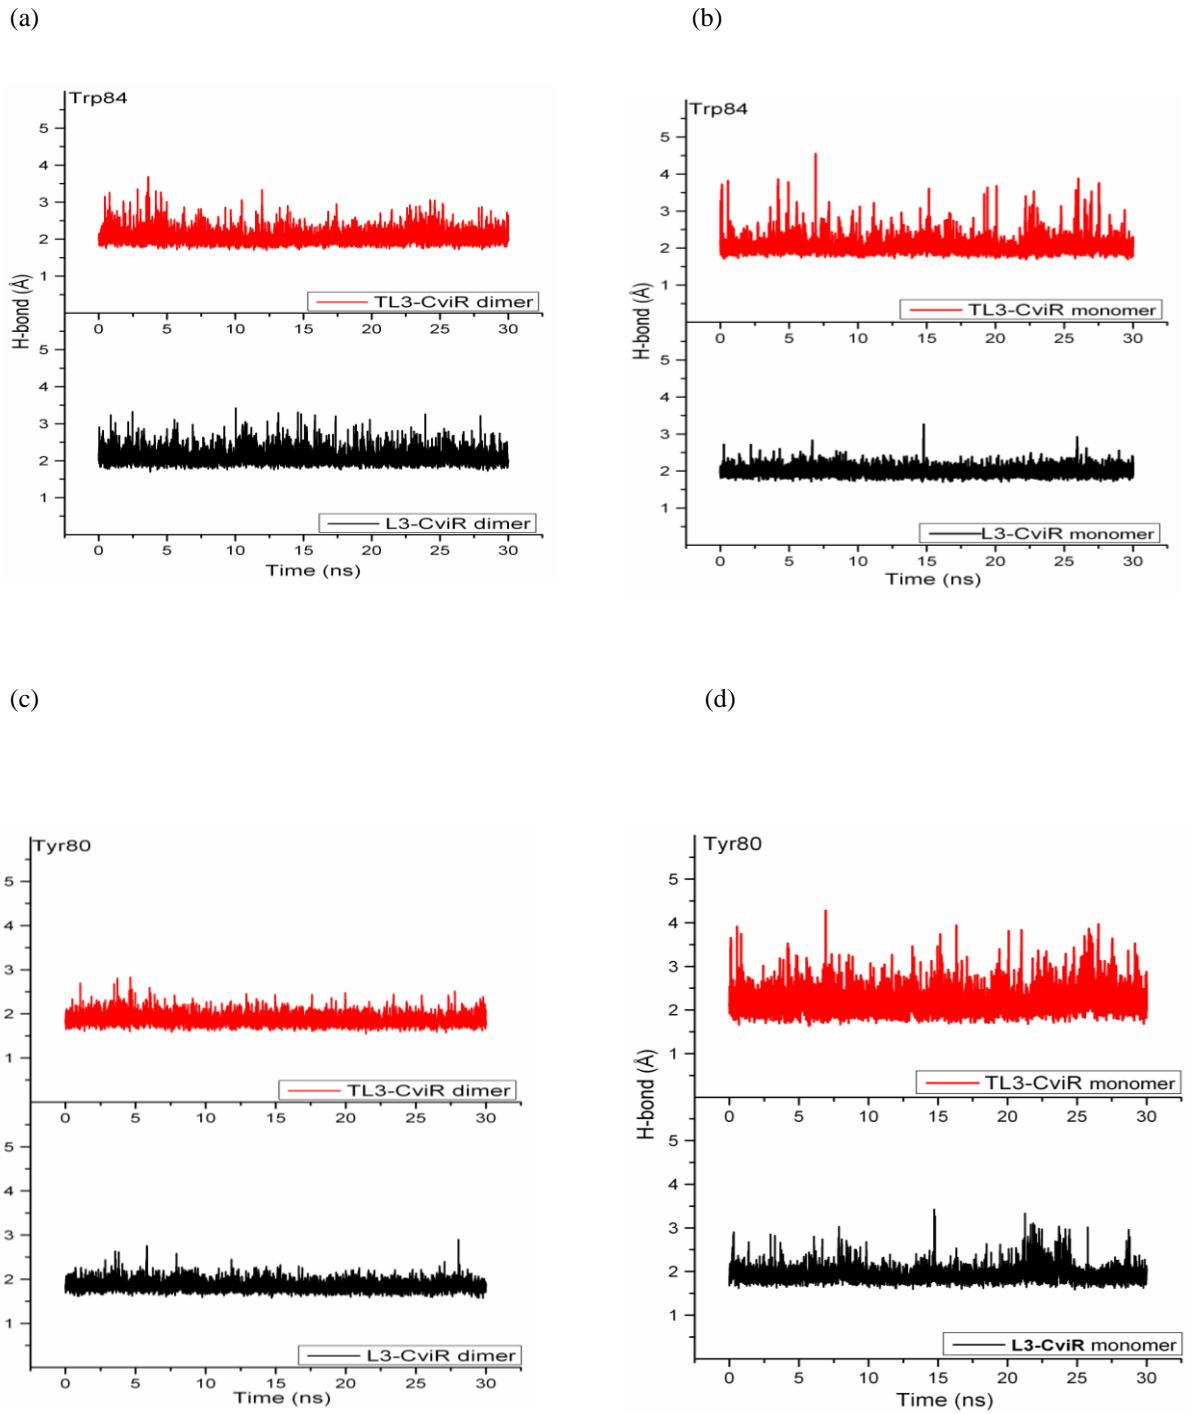 (a)
(b)
Trp84
5
4
3
2
1
TL3-CviR dimer
0 5 10 15 20 25 30
H-bond (Å)
5
4
3
2
1
L3-CviR dimer
0 5 10 15 20 25 30
Time (ns)
Trp84
5
4
3
2
1
TL3-CviR monomer
0 5 10 15 20 25 30
H-bond (Å)
5
4
3
2
1
L3-CviR monomer
0 5 10 15 20 25 30
Time (ns)
(c)
(d)
Tyr80
5
4
3
2
1
TL3-CviR dimer
0 5 10 15 20 25 30
5
4
3
2
1
L3-CviR dimer
0 5 10 15 20 25 30
Time (ns)
Tyr80
5
4
3
2
1
TL3-CviR monomer
0 5 10 15 20 25 30
H-bond (Å)
5
4
3
2
1
L3-CviR monomer
0 5 10 15 20 25 30
Time (ns)